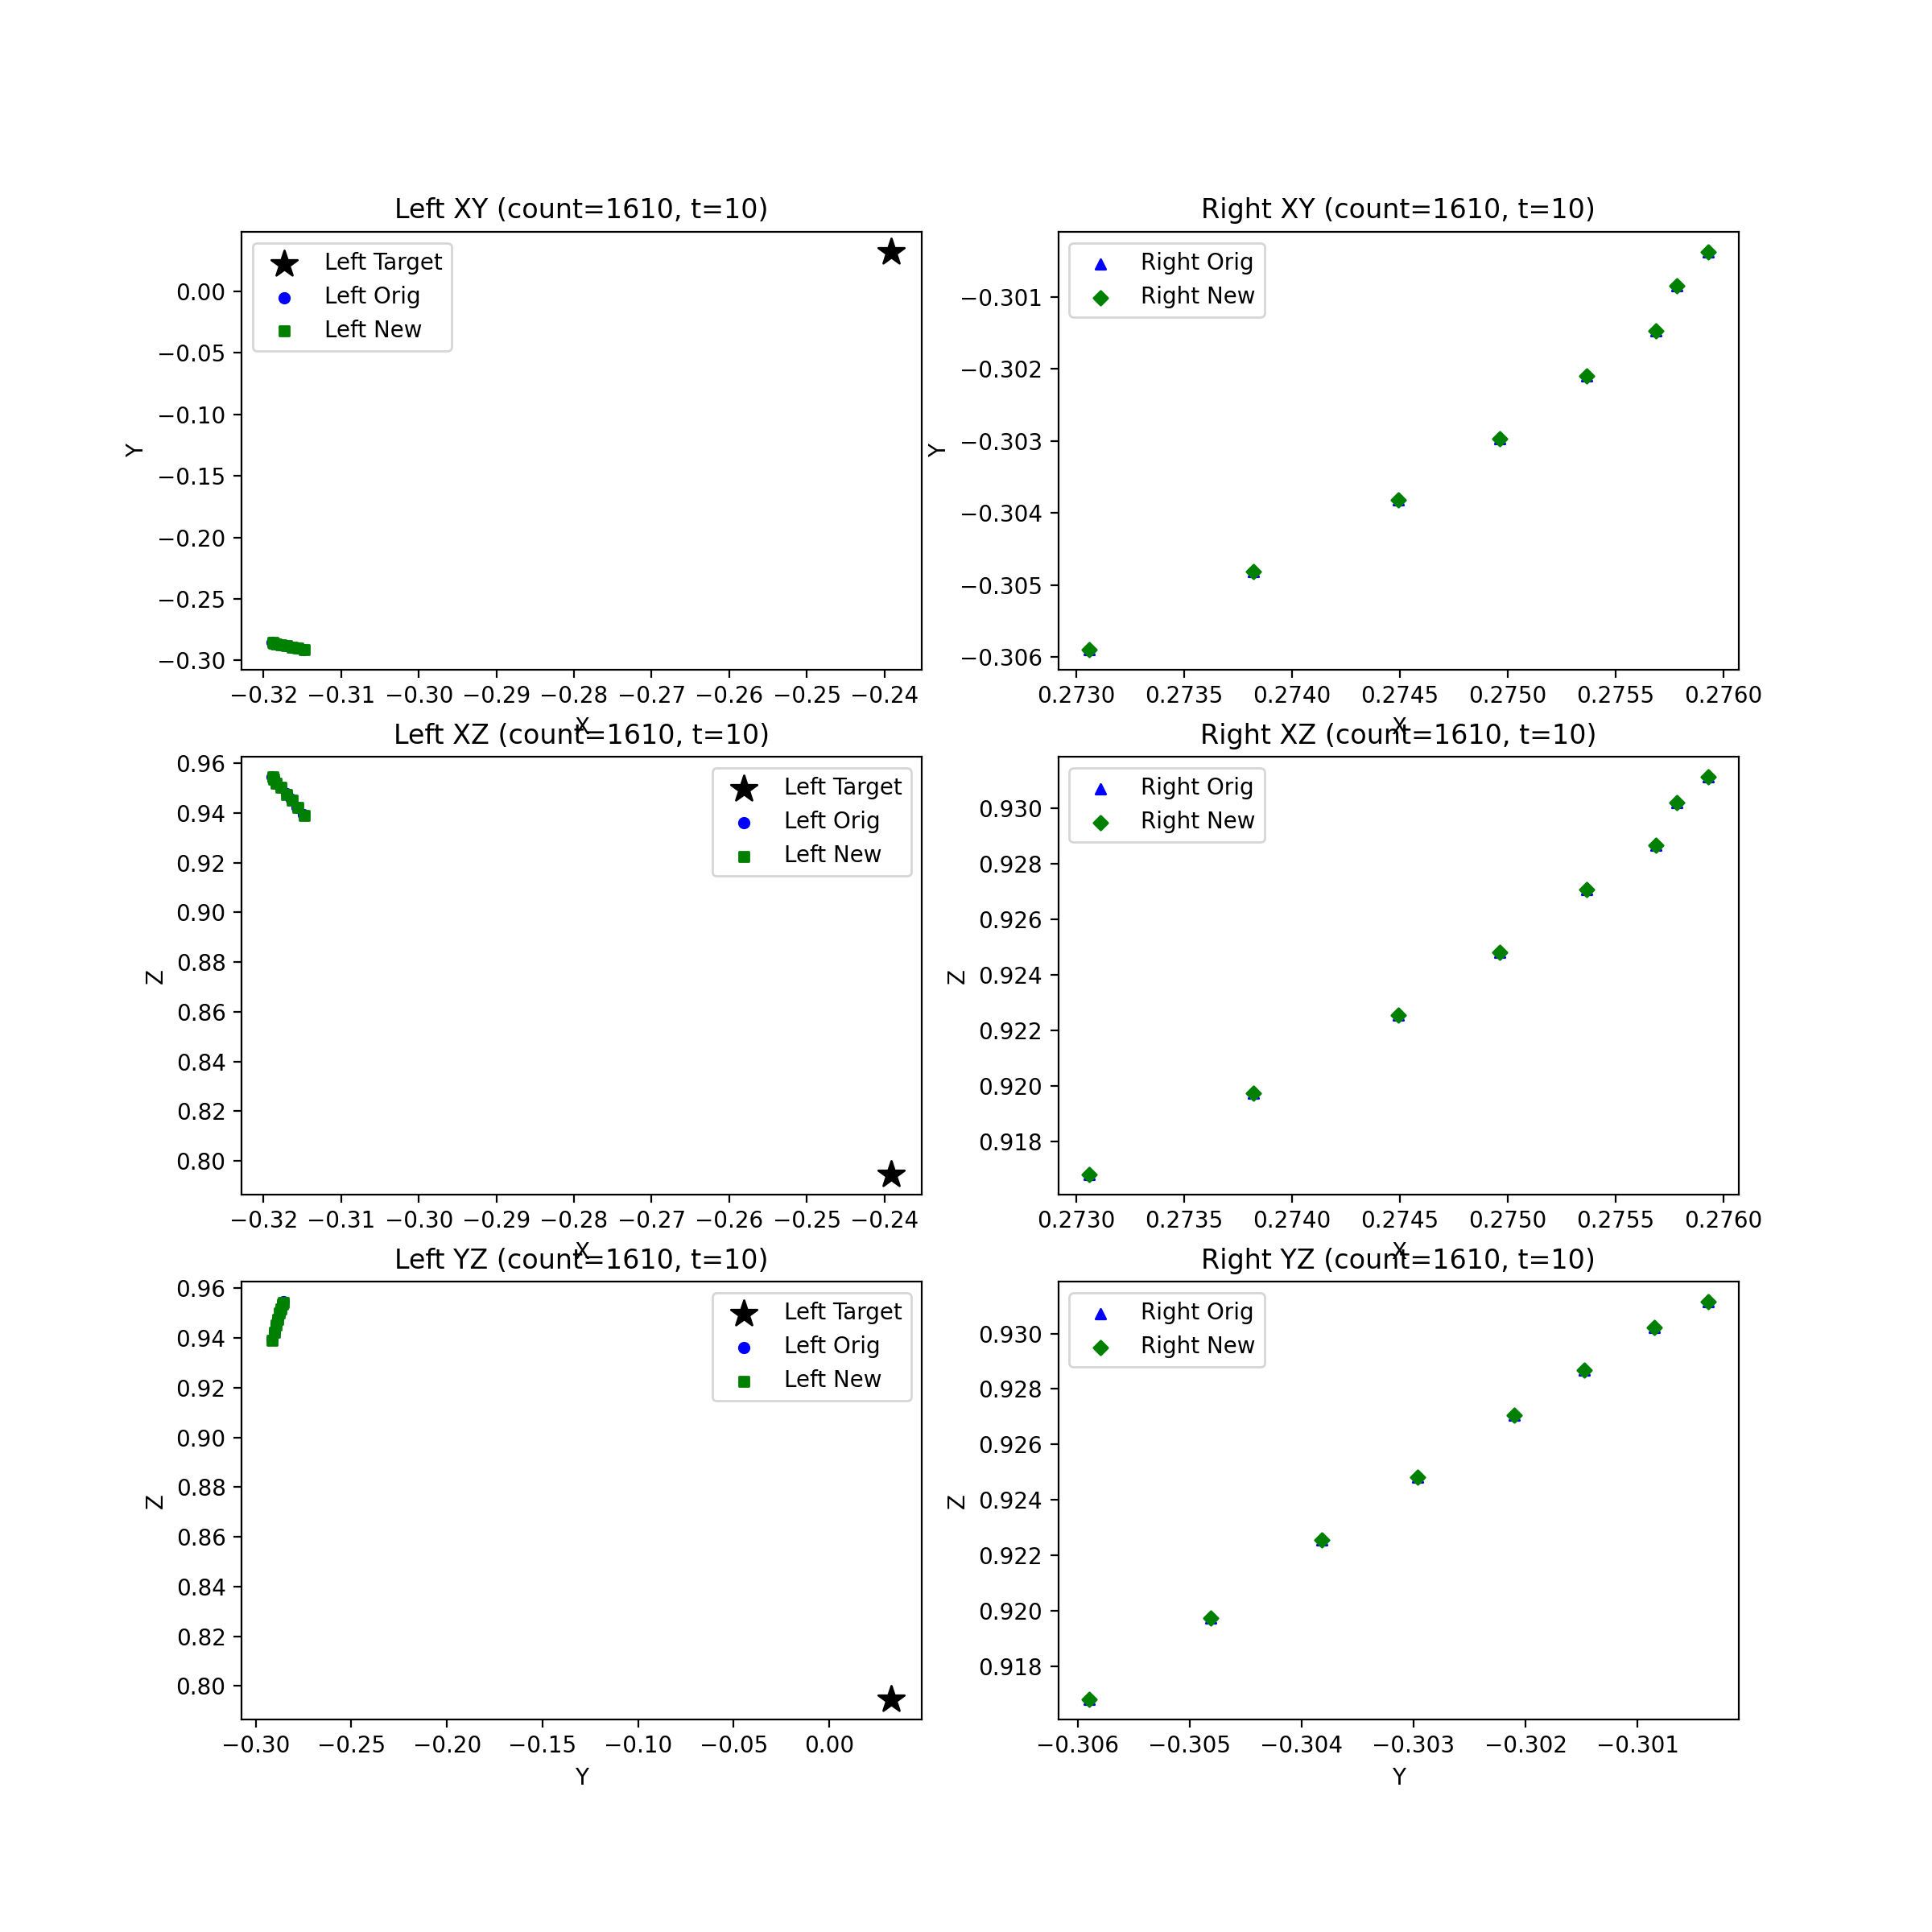 Left XY (count=1610, t=10)
Left Target
Left Orig
Left New
Y
0.00
−0.05
−0.10
−0.15
−0.20
−0.25
−0.30
−0.32 −0.31 −0.30 −0.29 −0.28 −0.27 −0.26 −0.25 −0.24
X
Right XY (count=1610, t=10)
Right Orig
Right New
Y
−0.301
−0.302
−0.303
−0.304
−0.305
−0.306
0.2730 0.2735 0.2740 0.2745 0.2750 0.2755 0.2760
X
Left XZ (count=1610, t=10)
Left Target
Left Orig
Left New
Z
0.96
0.94
0.92
0.90
0.88
0.86
0.84
0.82
0.80
−0.32 −0.31 −0.30 −0.29 −0.28 −0.27 −0.26 −0.25 −0.24
X
Right XZ (count=1610, t=10)
Right Orig
Right New
Z
0.930
0.928
0.926
0.924
0.922
0.920
0.918
0.2730 0.2735 0.2740 0.2745 0.2750 0.2755 0.2760
X
Left YZ (count=1610, t=10)
Left Target
Left Orig
Left New
Z
0.96
0.94
0.92
0.90
0.88
0.86
0.84
0.82
0.80
−0.30 −0.25 −0.20 −0.15 −0.10 −0.05 0.00
Y
Right YZ (count=1610, t=10)
Right Orig
Right New
Z
0.930
0.928
0.926
0.924
0.922
0.920
0.918
−0.306 −0.305 −0.304 −0.303 −0.302 −0.301
Y